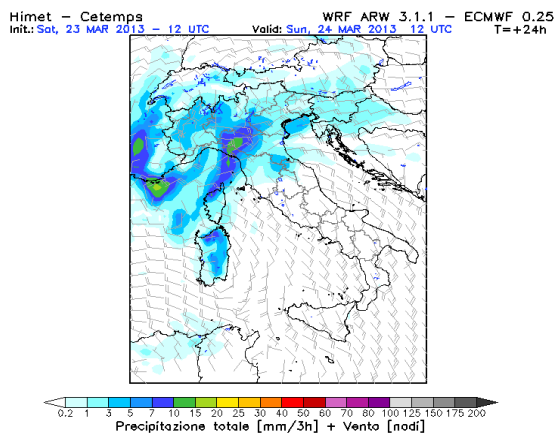 Himet – Cetemps WRF ARW 3.1.1 – ECMWF 0.25
Init.: Sat, 23 MAR 2013 – 12 UTC Valid: Sun, 24 MAR 2013 12 UTC T=+24h
0.2 1 3 5 7 10 15 20 25 30 40 50 60 70 80 100 125 150 175 200
Precipitazione totale [mm/3h] + Vento [nodi]